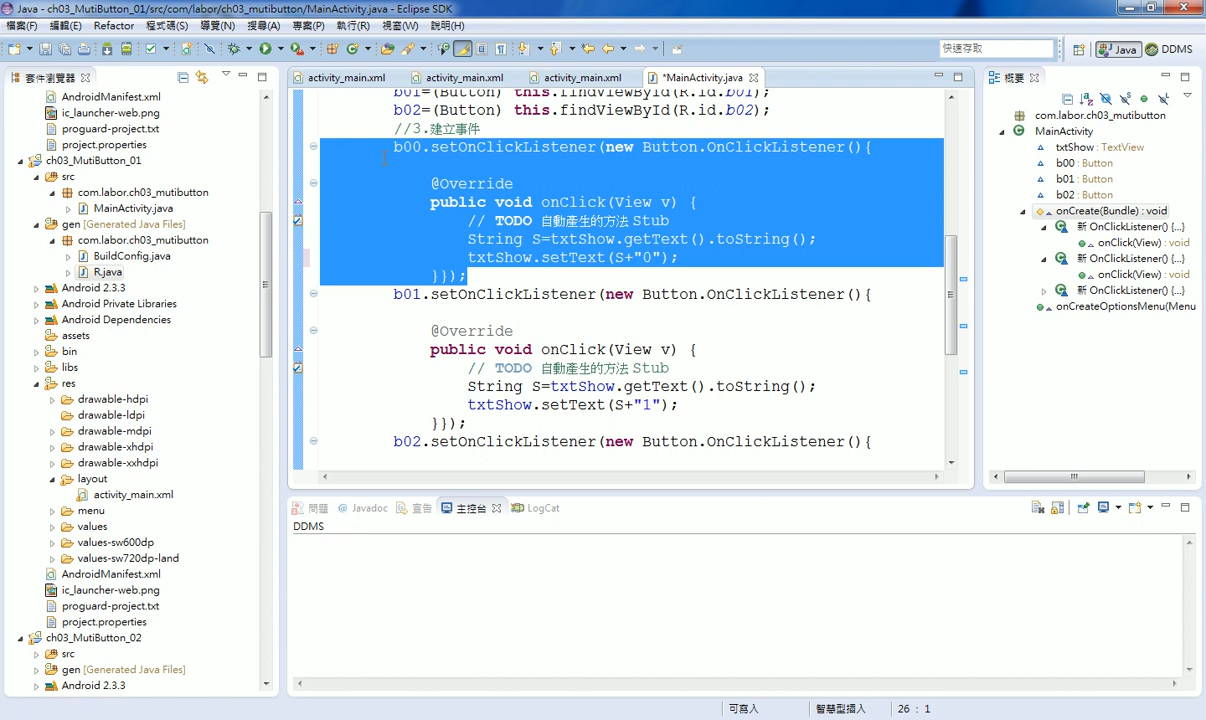 Java - ch03_MutiButton_01/src/com/labor/ch03_mutibutton/MainActivity.java - Eclipse SDK
檔案(F) 編輯(E) Refactor 程式碼(S) 導覽(N) 搜尋(A) 專案(P) 執行(R) 視窗(W) 說明(H)
快速存取
Java
DDMS
套件瀏覽器
AndroidManifest.xml
ic_launcher-web.png
proguard-project.txt
project.properties
ch03_MutiButton_01
src
com.labor.ch03_mutibutton
MainActivity.java
gen [Generated Java Files]
com.labor.ch03_mutibutton
BuildConfig.java
R.java
Android 2.3.3
Android Private Libraries
Android Dependencies
assets
bin
libs
res
drawable-hdpi
drawable-ldpi
drawable-mdpi
drawable-xhdpi
drawable-xxhdpi
layout
activity_main.xml
menu
values
values-sw600dp
values-sw720dp-land
AndroidManifest.xml
ic_launcher-web.png
proguard-project.txt
project.properties
ch03_MutiButton_02
src
gen [Generated Java Files]
Android 2.3.3
activity_main.xml activity_main.xml activity_main.xml *MainActivity.java
b01=(Button) this.findViewById(R.id.b01);
b02=(Button) this.findViewById(R.id.b02);
//3.建立事件
b00.setOnClickListener(new Button.OnClickListener(){
@Override
public void onClick(View v) {
// TODO 自動產生的方法 Stub
String S=txtShow.getText().toString();
txtShow.setText(S+"0");
}});
b01.setOnClickListener(new Button.OnClickListener(){
@Override
public void onClick(View v) {
// TODO 自動產生的方法 Stub
String S=txtShow.getText().toString();
txtShow.setText(S+"1");
}});
b02.setOnClickListener(new Button.OnClickListener(){
概要
com.labor.ch03_mutibutton
MainActivity
txtShow : TextView
b00 : Button
b01 : Button
b02 : Button
onCreate(Bundle) : void
新 OnClickListener() {...}
onClick(View) : void
新 OnClickListener() {...}
onClick(View) : void
新 OnClickListener() {...}
onCreateOptionsMenu(Menu
問題 @ Javadoc 宣告 主控台 LogCat
DDMS
可寫入
智慧型插入
26 : 1